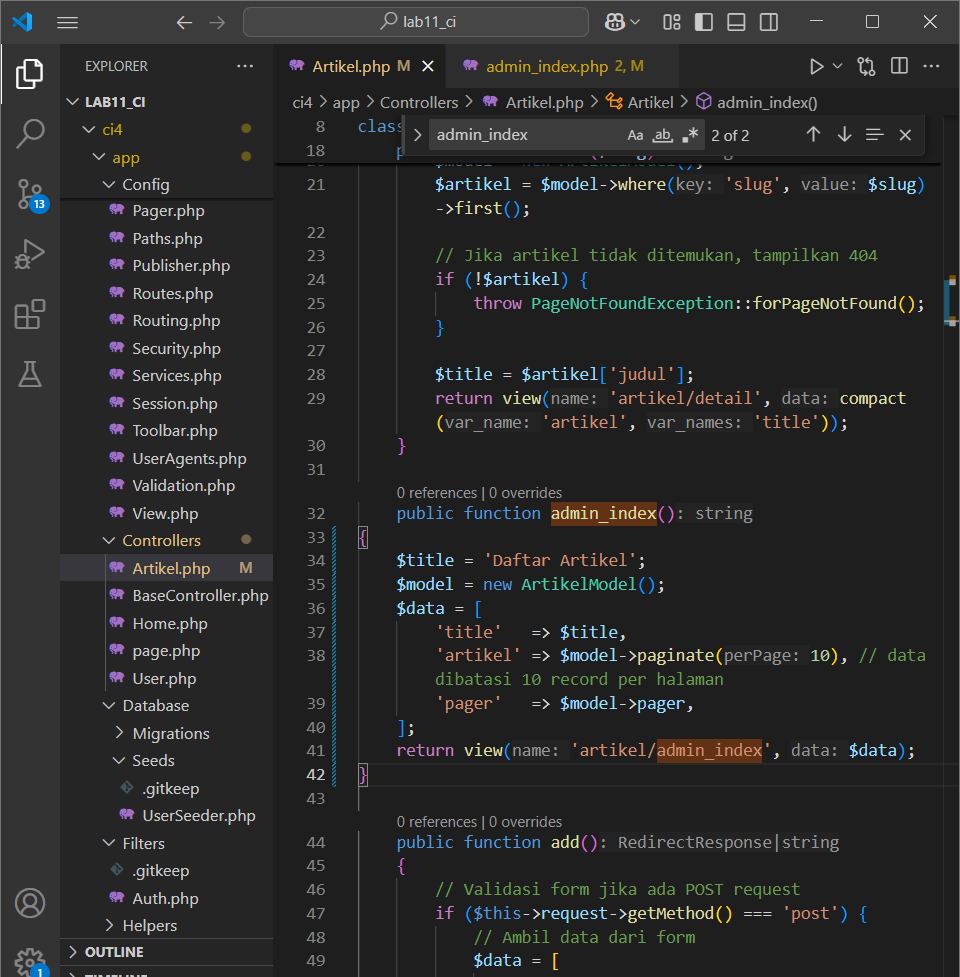 lab11_ci
EXPLORER
LAB11_CI
ci4
app
Config
Pager.php
Paths.php
Publisher.php
Routes.php
Routing.php
Security.php
Services.php
Session.php
Toolbar.php
UserAgents.php
Validation.php
View.php
Controllers
Artikel.php M
BaseController.php
Home.php
page.php
User.php
Database
Migrations
Seeds
.gitkeep
UserSeeder.php
Filters
.gitkeep
Auth.php
Helpers
OUTLINE
TIMELINE
13
1
Artikel.php M
admin_index.php 2, M
ci4 > app > Controllers > Artikel.php > Artikel > admin_index()
admin_index Aa ab 2 of 2
8 class
18
21 $artikel = $model->where(key: 'slug', value: $slug)
->first();
22
23 // Jika artikel tidak ditemukan, tampilkan 404
24 if (!$artikel) {
25 throw PageNotFoundException::forPageNotFound();
26 }
27
28 $title = $artikel['judul'];
29 return view(name: 'artikel/detail', data: compact
(var_name: 'artikel', var_names: 'title'));
30 }
31
0 references | 0 overrides
32 public function admin_index(): string
33 {
34 $title = 'Daftar Artikel';
35 $model = new ArtikelModel();
36 $data = [
37 'title' => $title,
38 'artikel' => $model->paginate(perPage: 10), // data
dibatasi 10 record per halaman
39 'pager' => $model->pager,
40 ];
41 return view(name: 'artikel/admin_index', data: $data);
42 }
43
0 references | 0 overrides
44 public function add(): RedirectResponse|string
45 {
46 // Validasi form jika ada POST request
47 if ($this->request->getMethod() === 'post') {
48 // Ambil data dari form
49 $data = [